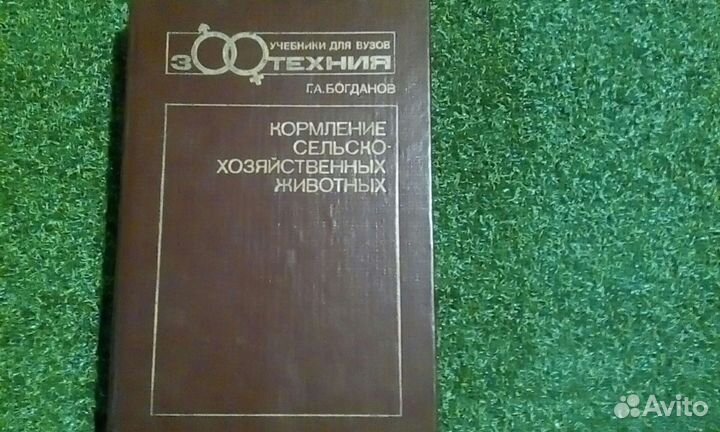 УЧЕБНИКИ ДЛЯ ВУЗОВ
ЗООТЕХНИЯ
Г.А.БОГДАНОВ
КОРМЛЕНИЕ
СЕЛЬСКО-
ХОЗЯЙСТВЕННЫХ
ЖИВОТНЫХ
Avito